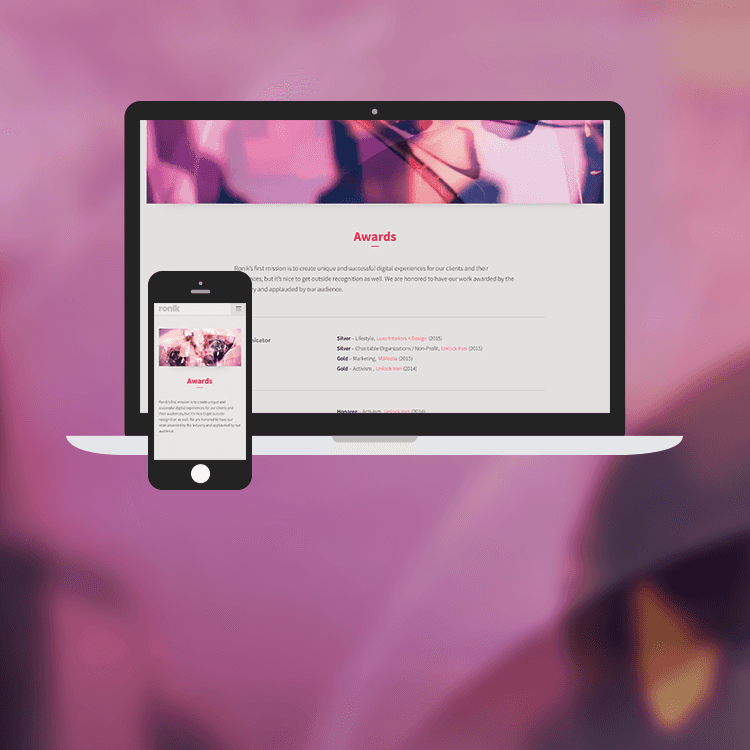 Awards
Ronik's first mission is to create unique and successful digital experiences for our clients and their
ences, but it's nice to get outside recognition as well. We are honored to have our work awarded by the
ry and applauded by our audience.
nicator
Silver – Lifestyle, Luxe Interiors + Design (2015)
Silver – Charitable Organizations / Non-Profit, Unlock Iran (2015)
Gold – Marketing, MiMedia (2015)
Gold – Activism , Unlock Iran (2014)
Honoree – Activism, Unlock Iran (2014)
ronik
Awards
Ronik's first mission is to create unique and
successful digital experiences for our clients and
their audiences, but it's nice to get outside
recognition as well. We are honored to have our
work awarded by the industry and applauded by our
audience.